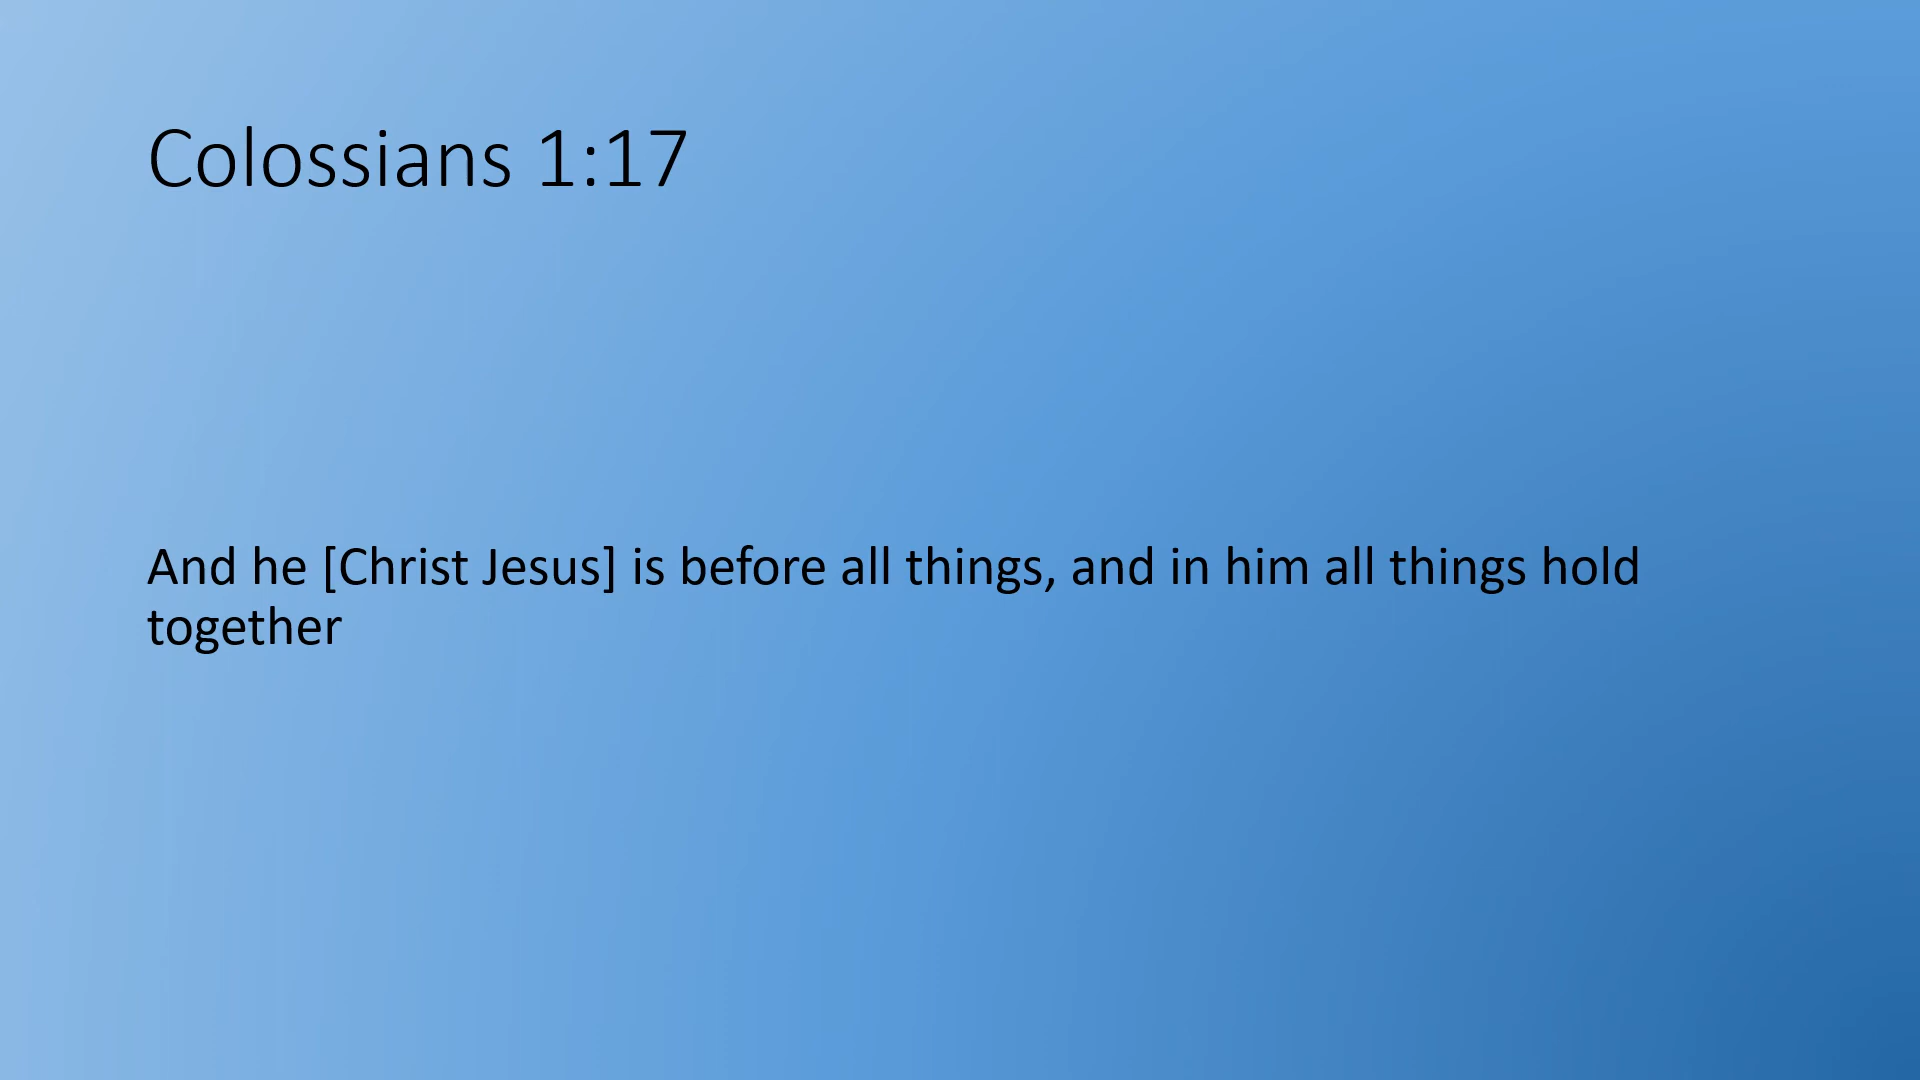 Colossians 1:17
And he [Christ Jesus] is before all things, and in him all things hold
together